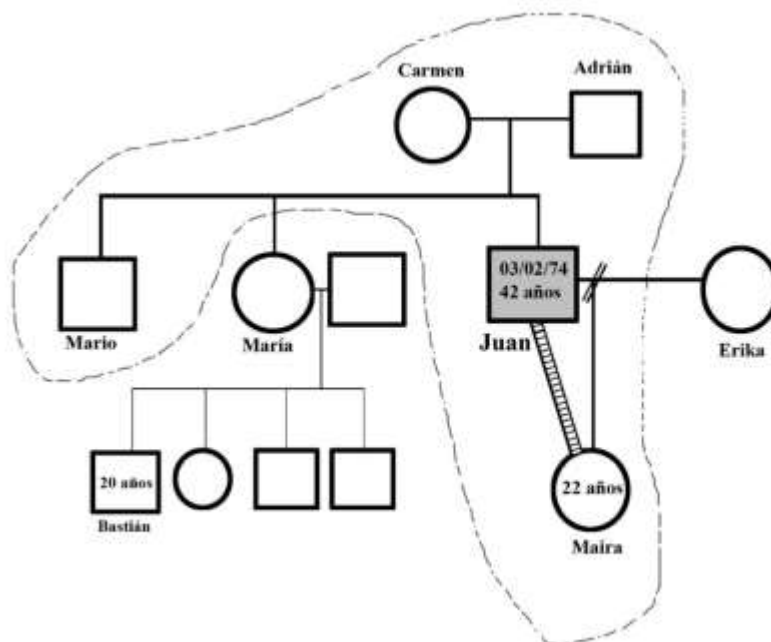 Carmen
Adrián
03/02/74
42 años
Mario
María
Juan
Erika
20 años
22 años
Bastián
Maira